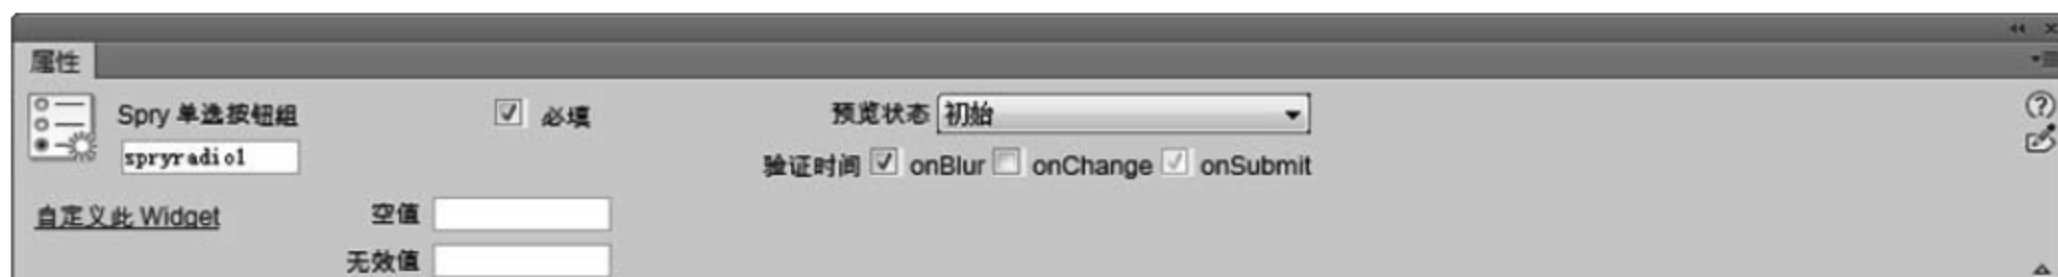 属性
Spry 单选按钮组 必填 预览状态 初始
spryradio1
验证时间 onBlur onChange onSubmit
自定义此 Widget 空值
无效值